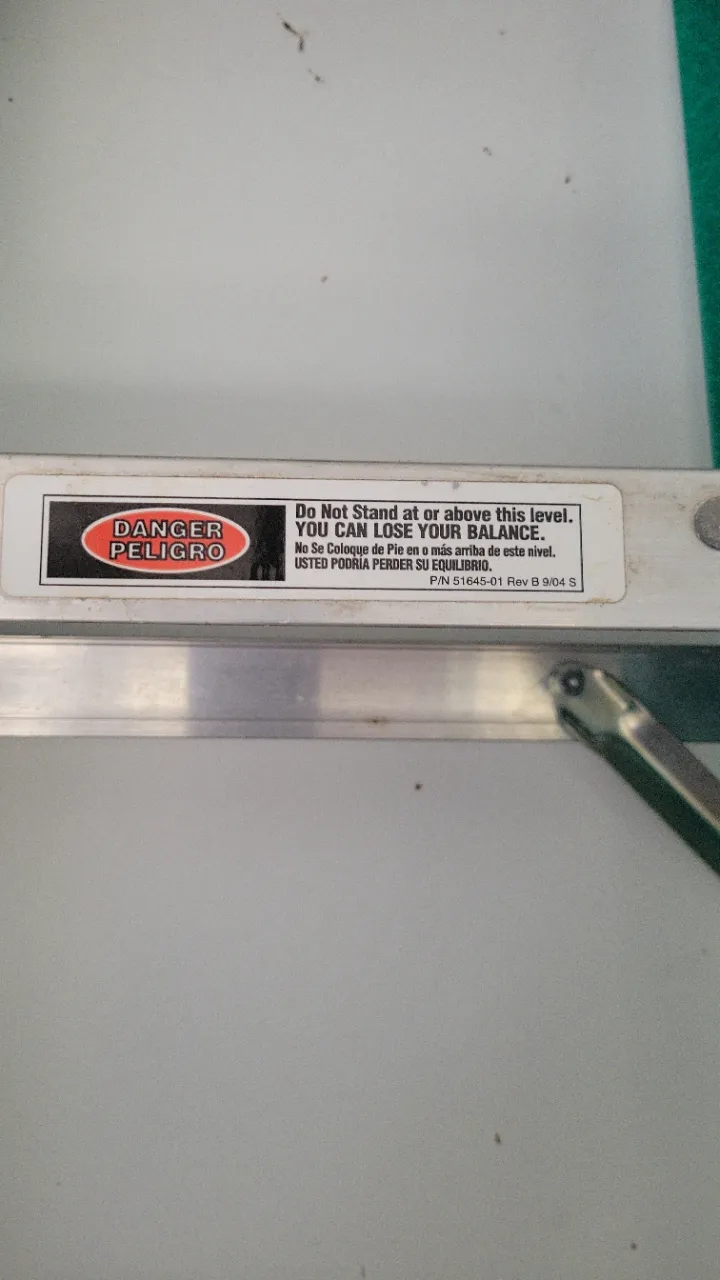 DANGER
PELIGRO
Do Not Stand at or above this level.
YOU CAN LOSE YOUR BALANCE.
No Se Coloque de Pie en o más arriba de este nivel.
USTED PODRÍA PERDER SU EQUILIBRIO.
P/N 51645-01 Rev B 9/04 S